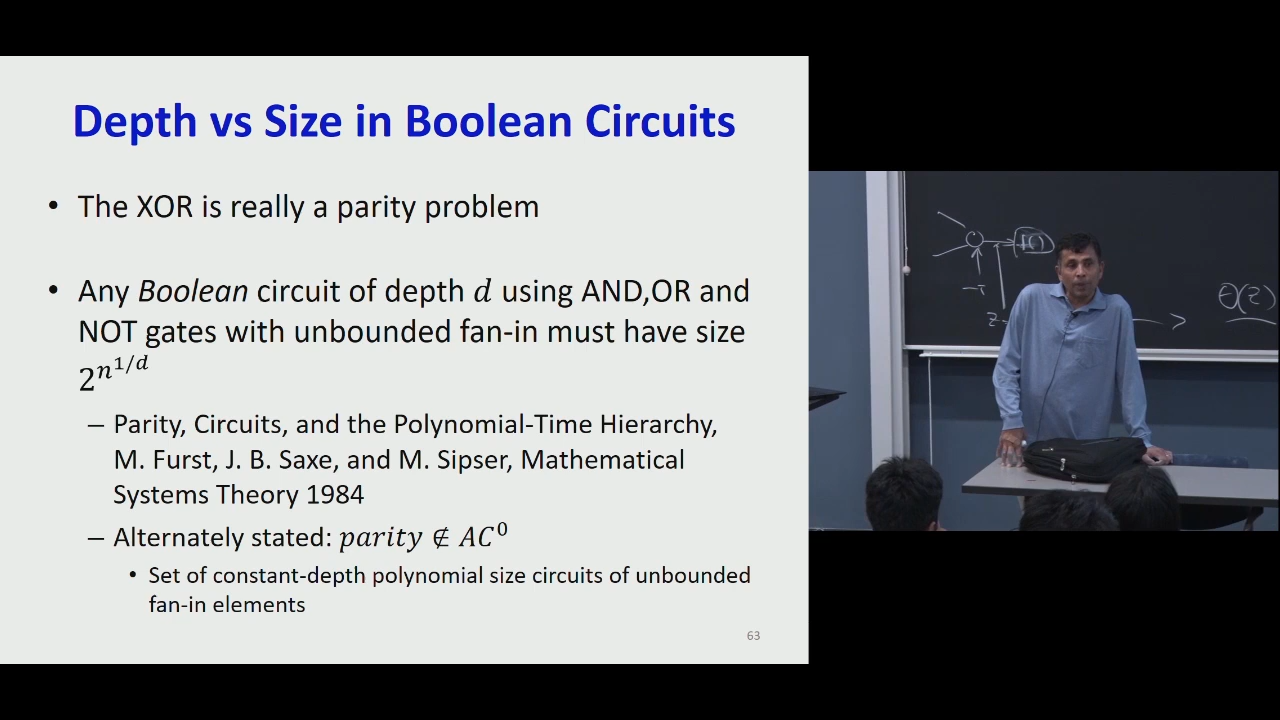 Depth vs Size in Boolean Circuits
• The XOR is really a parity problem
• Any Boolean circuit of depth d using AND,OR and
NOT gates with unbounded fan-in must have size
2^{n^{1/d}}
– Parity, Circuits, and the Polynomial-Time Hierarchy,
M. Furst, J. B. Saxe, and M. Sipser, Mathematical
Systems Theory 1984
– Alternately stated: parity ∉ AC⁰
• Set of constant-depth polynomial size circuits of unbounded
fan-in elements
63
-T
Z
Θ(Z)